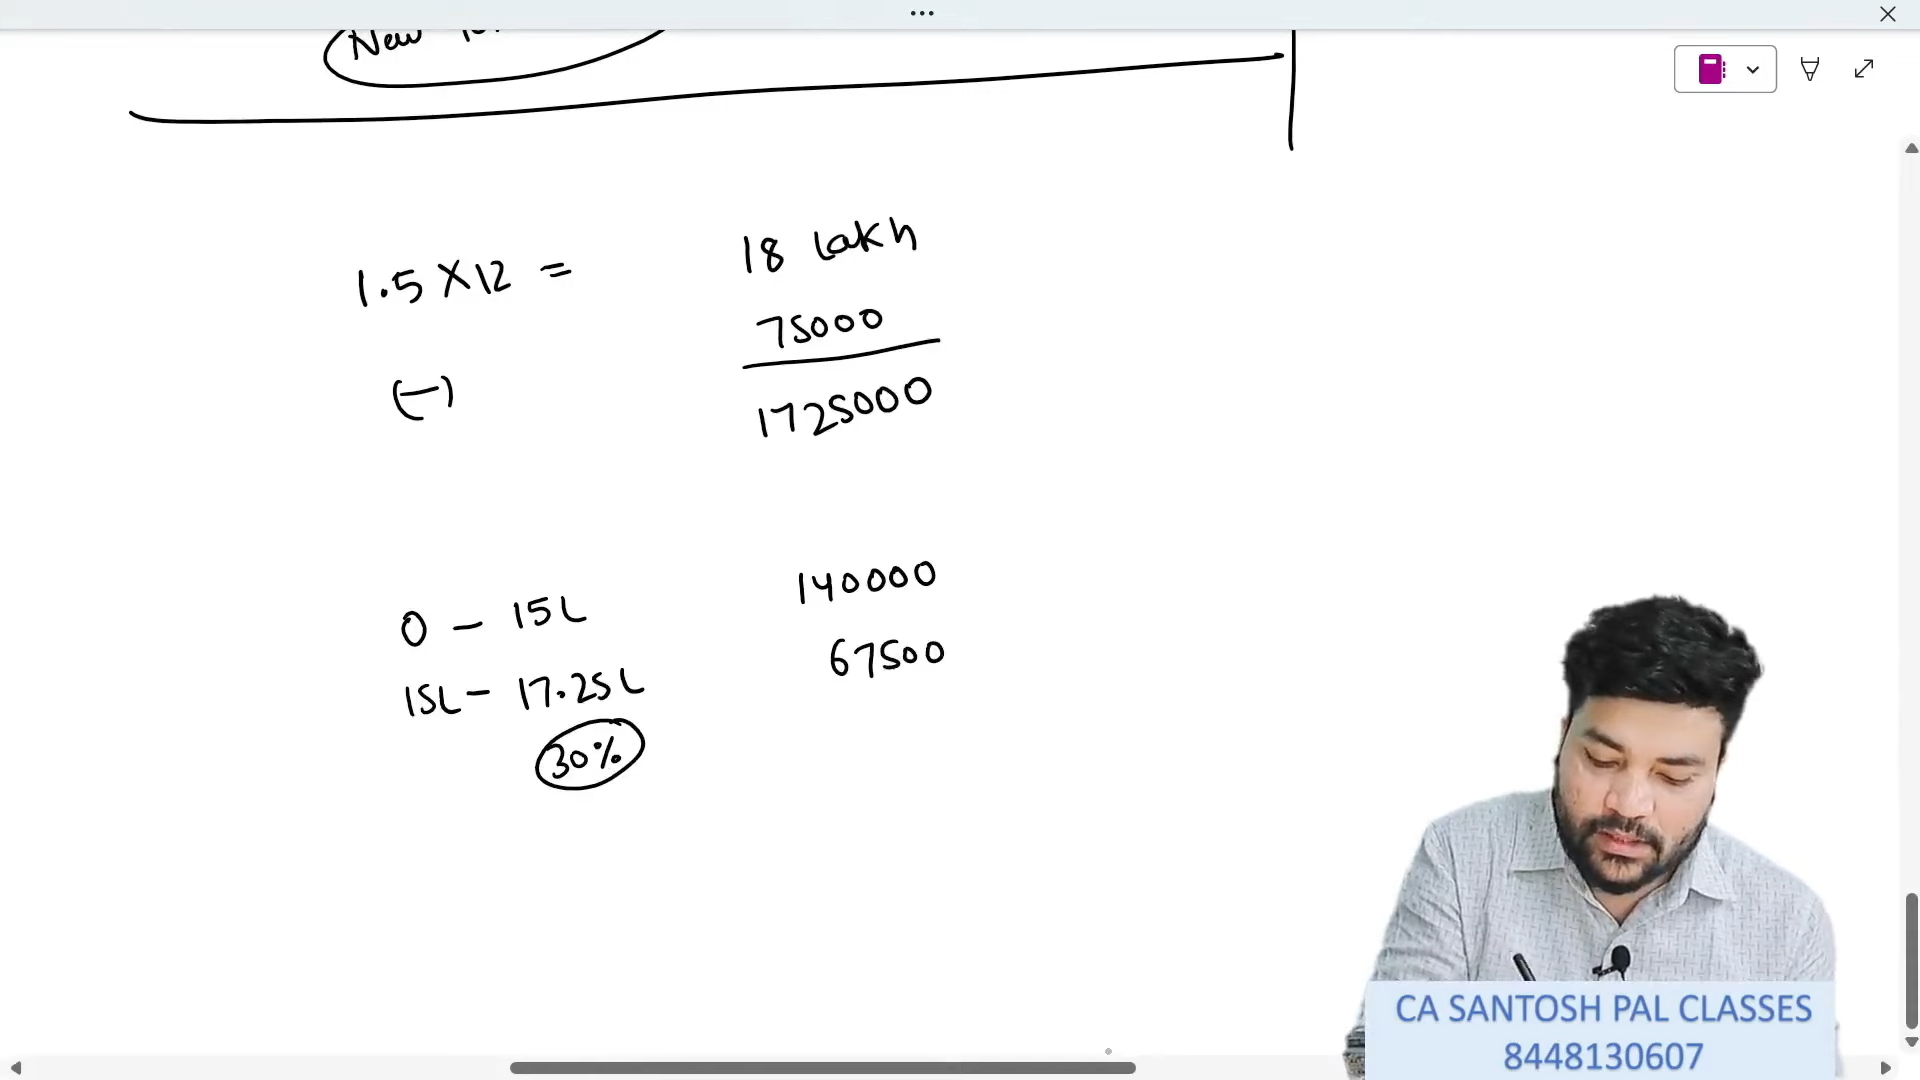 New
1.5 X 12 = 18 Lakh
75000
(-)
1725000
0 - 15L 140000
15L - 17.25L 67500
30%
CA SANTOSH PAL CLASSES
8448130607